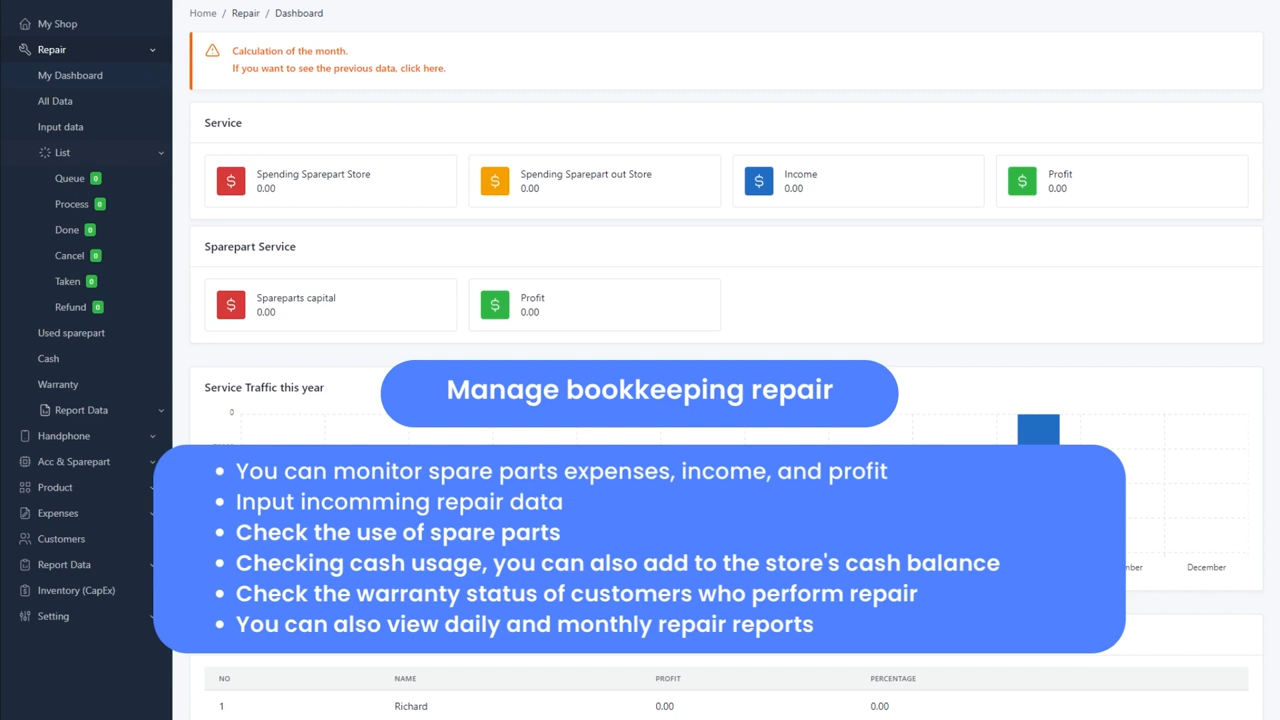 My Shop
Repair
My Dashboard
All Data
Input data
List
Queue 0
Process 0
Done 0
Cancel 0
Taken 0
Refund 0
Used sparepart
Cash
Warranty
Report Data
Handphone
Acc & Sparepart
Product
Expenses
Customers
Report Data
Inventory (CapEx)
Setting
Home / Repair / Dashboard
Calculation of the month.
If you want to see the previous data, click here.
Service
$ Spending Sparepart Store
0.00
$ Spending Sparepart out Store
0.00
$ Income
0.00
$ Profit
0.00
Sparepart Service
$ Spareparts capital
0.00
$ Profit
0.00
Service Traffic this year
0
Manage bookkeeping repair
• You can monitor spare parts expenses, income, and profit
• Input incomming repair data
• Check the use of spare parts
• Checking cash usage, you can also add to the store's cash balance
• Check the warranty status of customers who perform repair
• You can also view daily and monthly repair reports
December
NO NAME PROFIT PERCENTAGE
1 Richard 0.00 0.00